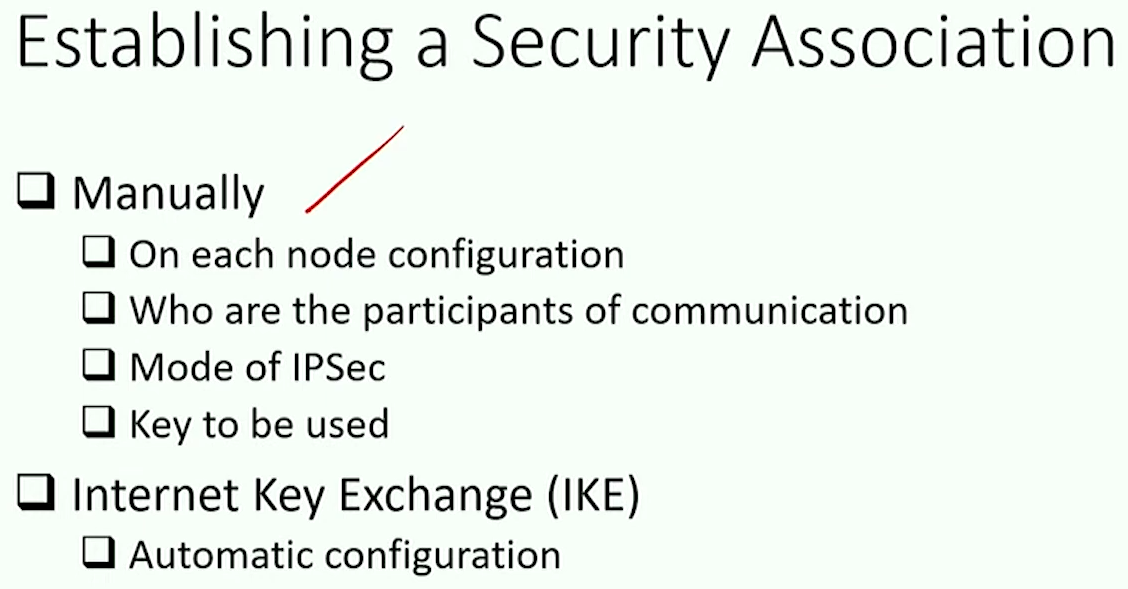 Establishing a Security Association
Manually
On each node configuration
Who are the participants of communication
Mode of IPSec
Key to be used
Internet Key Exchange (IKE)
Automatic configuration